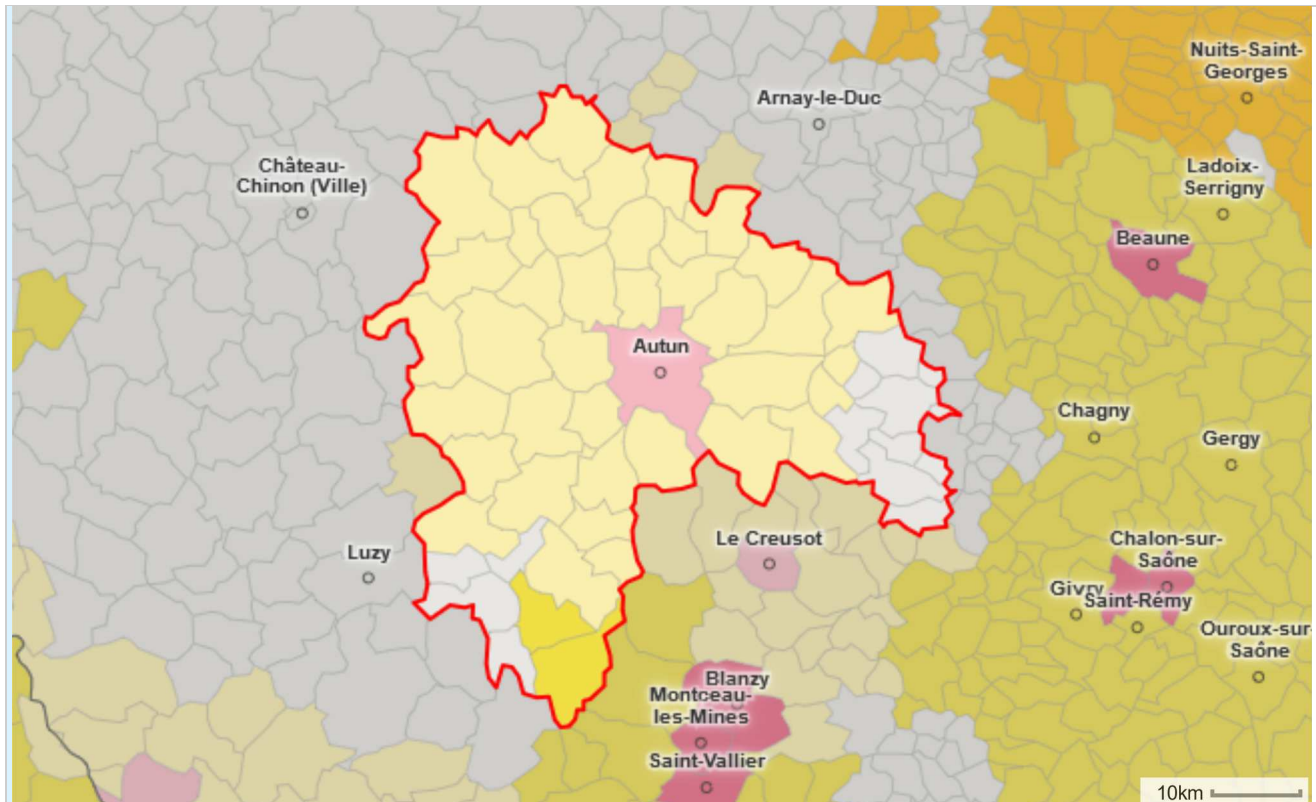 Nuits-Saint-
Georges
Arnay-le-Duc
Château-
Chinon (Ville)
Ladoix-
Serrigny
Beaune
Autun
Chagny
Gergy
Le Creusot
Luzy
Chalon-sur-
Saône
Givry
Saint-Rémy
Ouroux-sur-
Saône
Blanzy
Montceau-
les-Mines
Saint-Vallier
10km